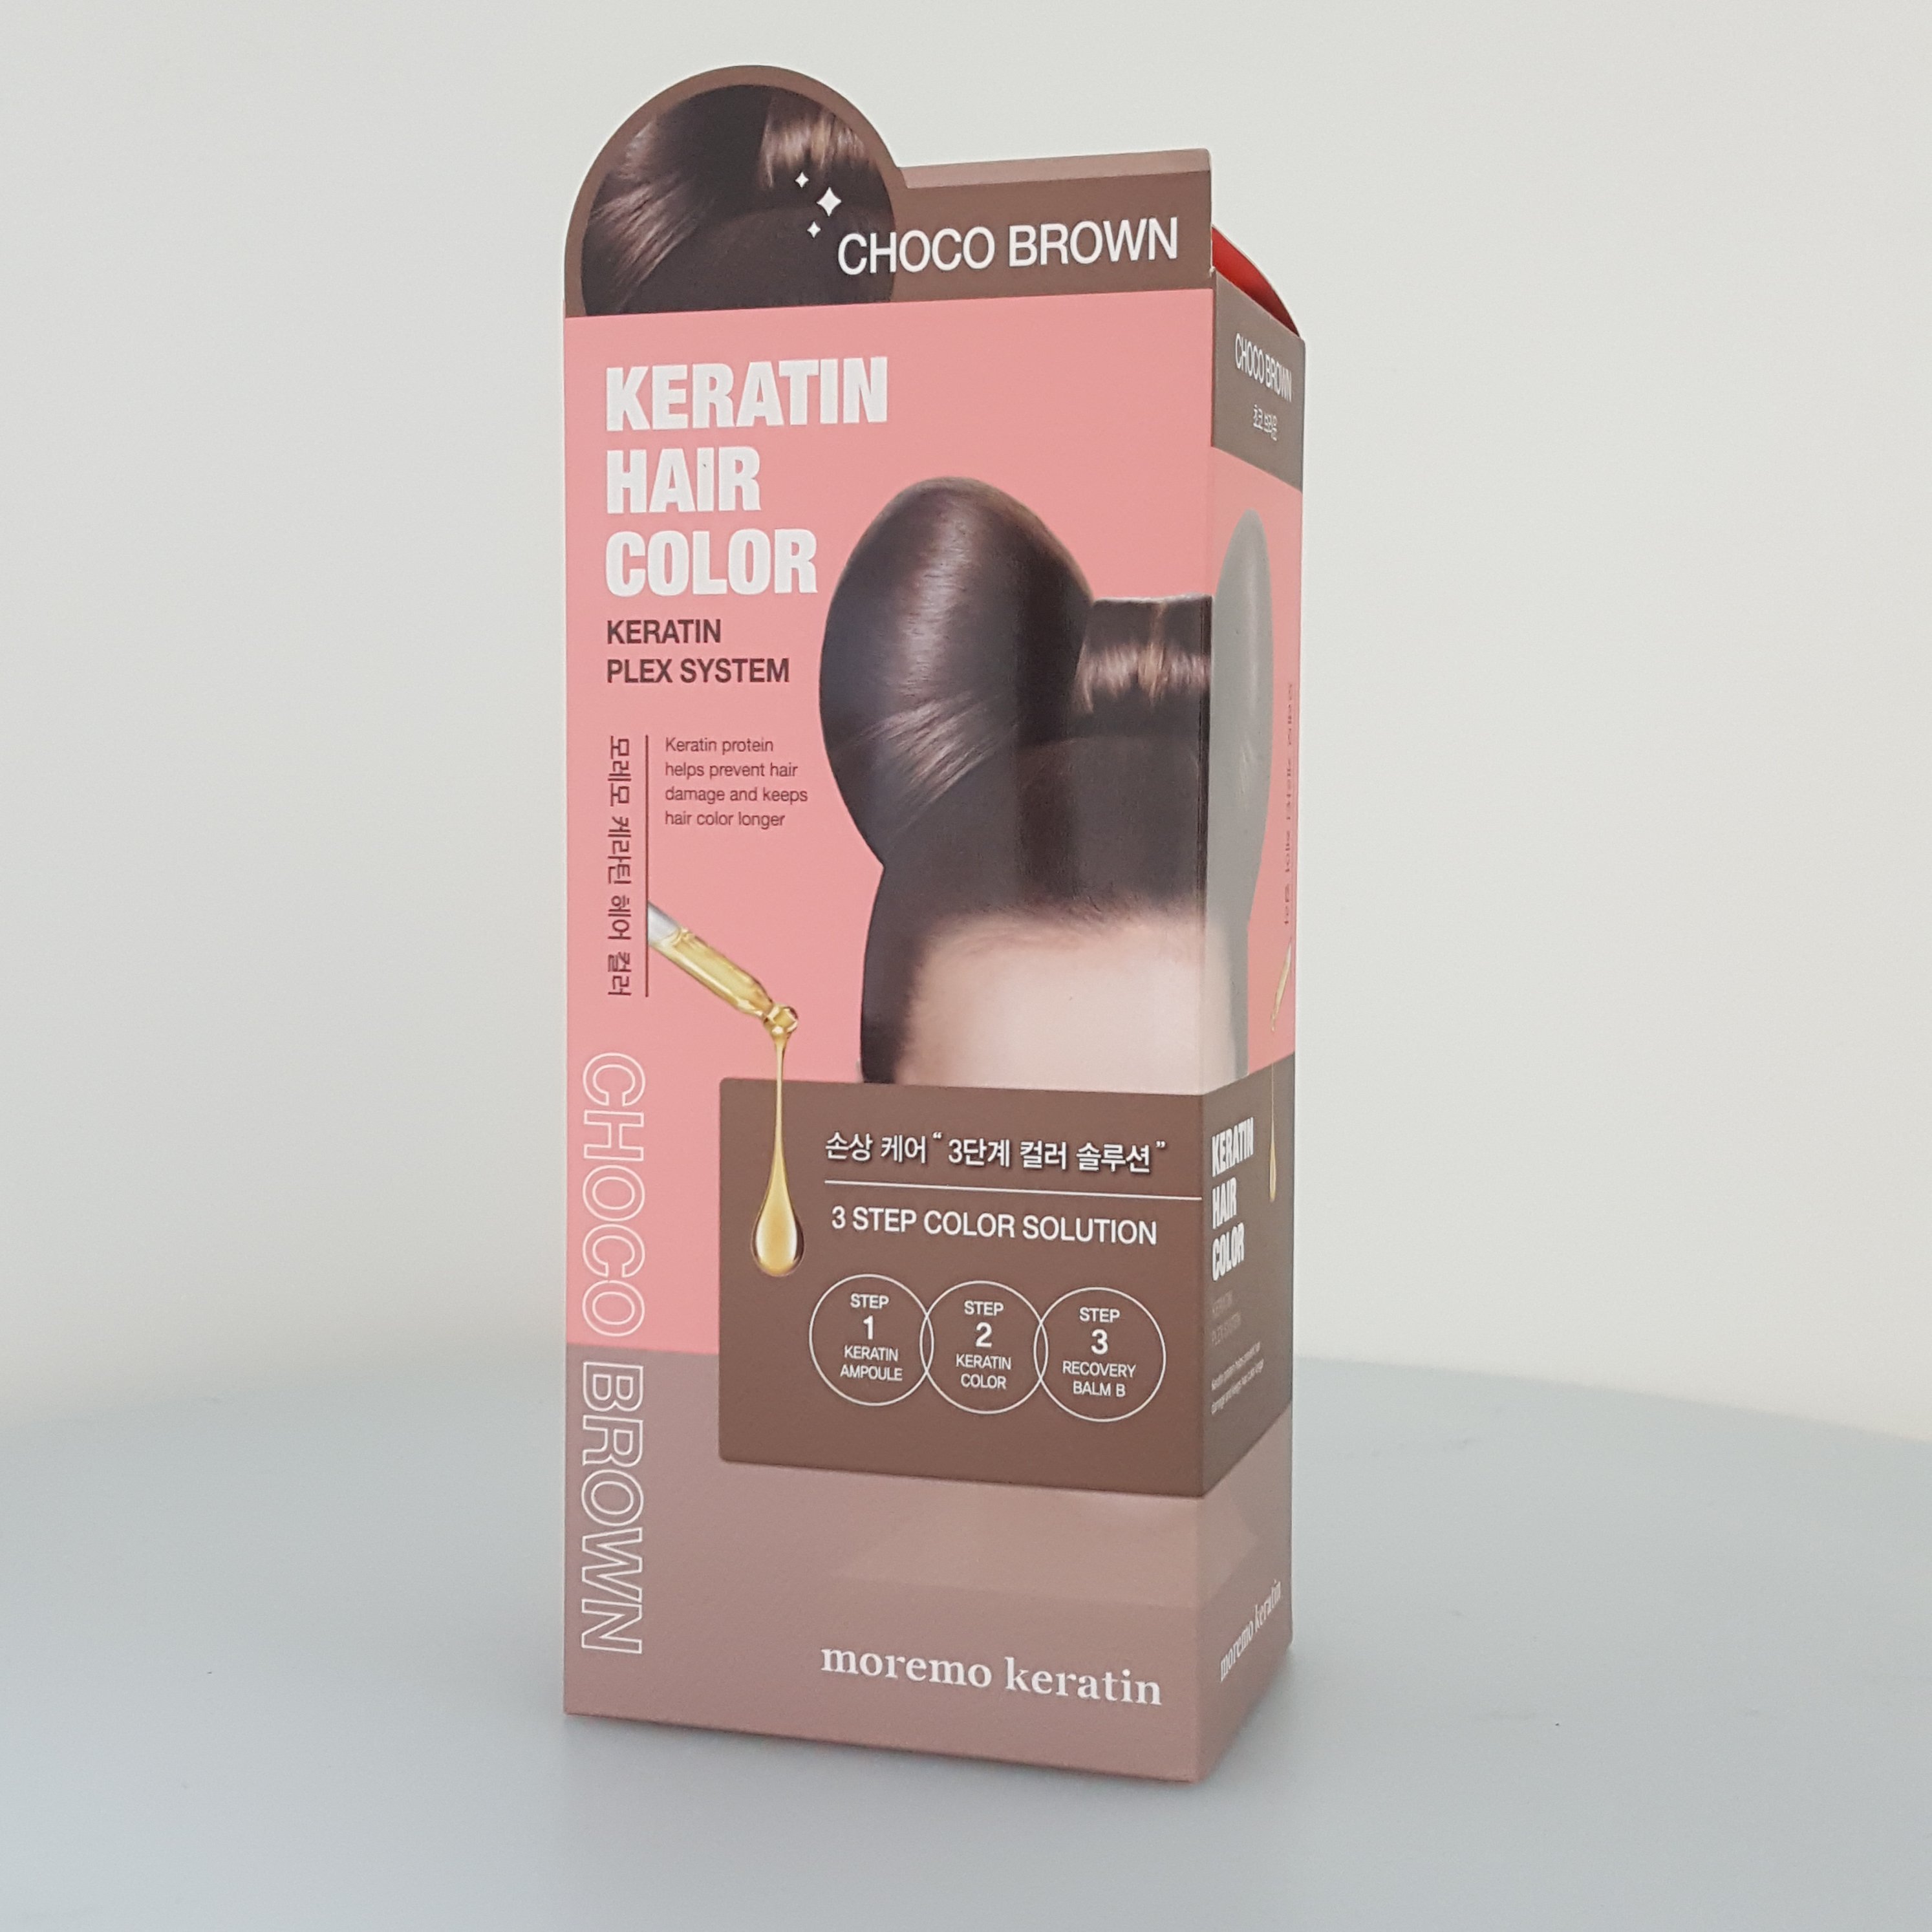 CHOCO BROWN
KERATIN
HAIR
COLOR
KERATIN
PLEX SYSTEM
모레모 케라틴 헤어 컬러
Keratin protein
helps prevent hair
damage and keeps
hair color longer
CHOCO BROWN
손상 케어 “ 3단계 컬러 솔루션 ”
3 STEP COLOR SOLUTION
STEP
1
KERATIN
AMPOULE
STEP
2
KERATIN
COLOR
STEP
3
RECOVERY
BALM B
moremo keratin
CHOCO BROWN
초코 브라운
KERATIN
HAIR
COLOR
KERATIN
PLEX SYSTEM
moremo keratin